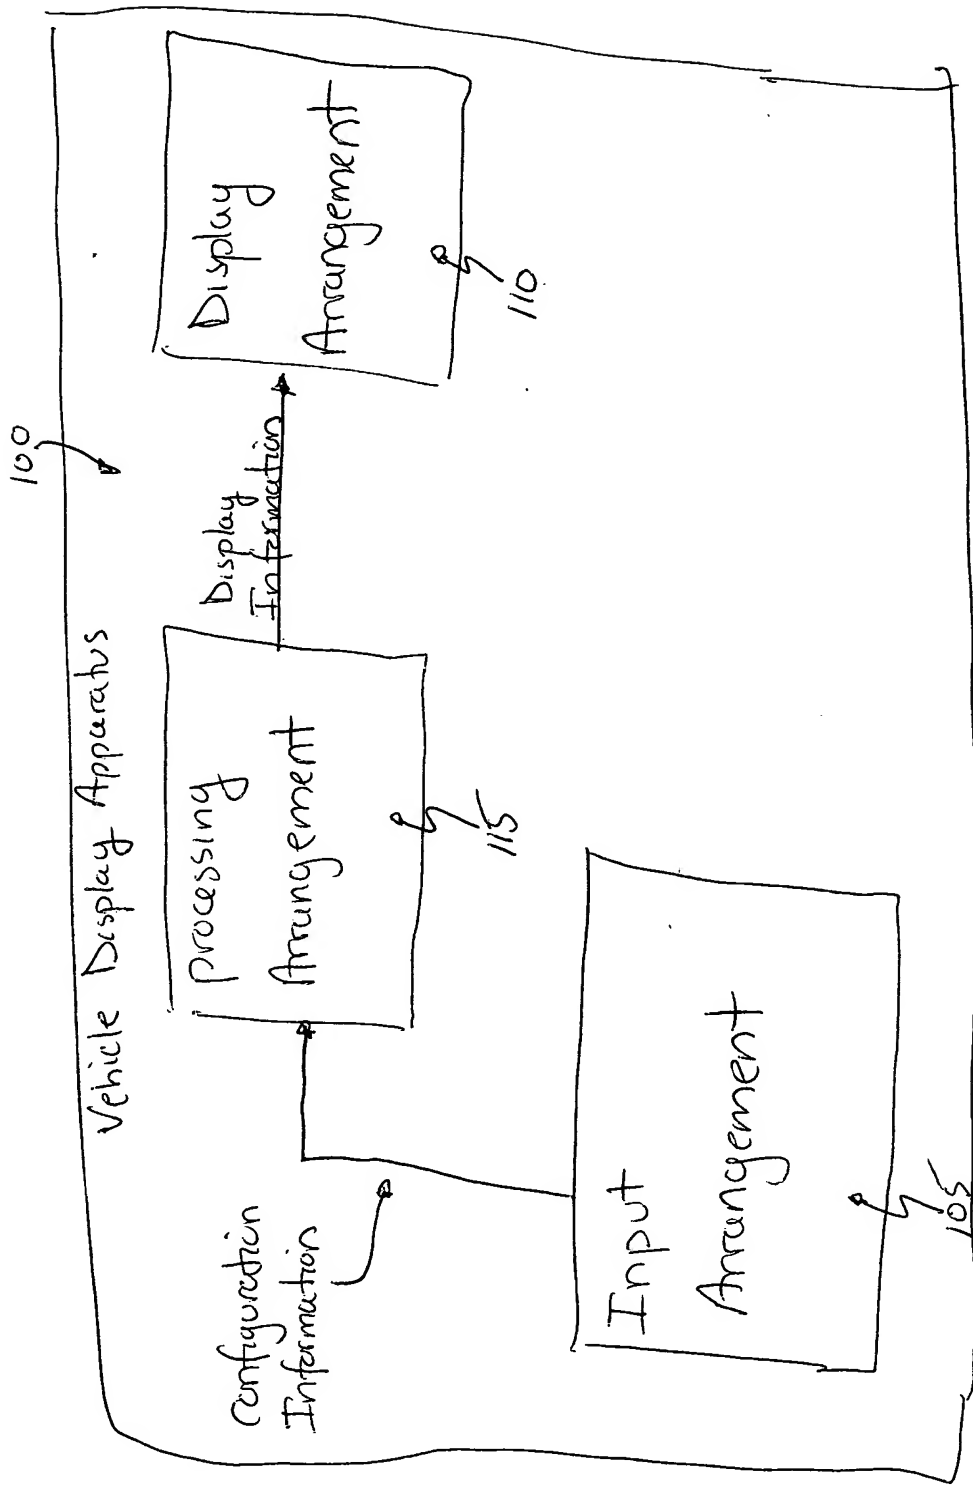 100
Vehicle Display Apparatus
Configuration
Information
Processing
Arrangement
115
Display
Information
Display
Arrangement
110
Input
Arrangement
105